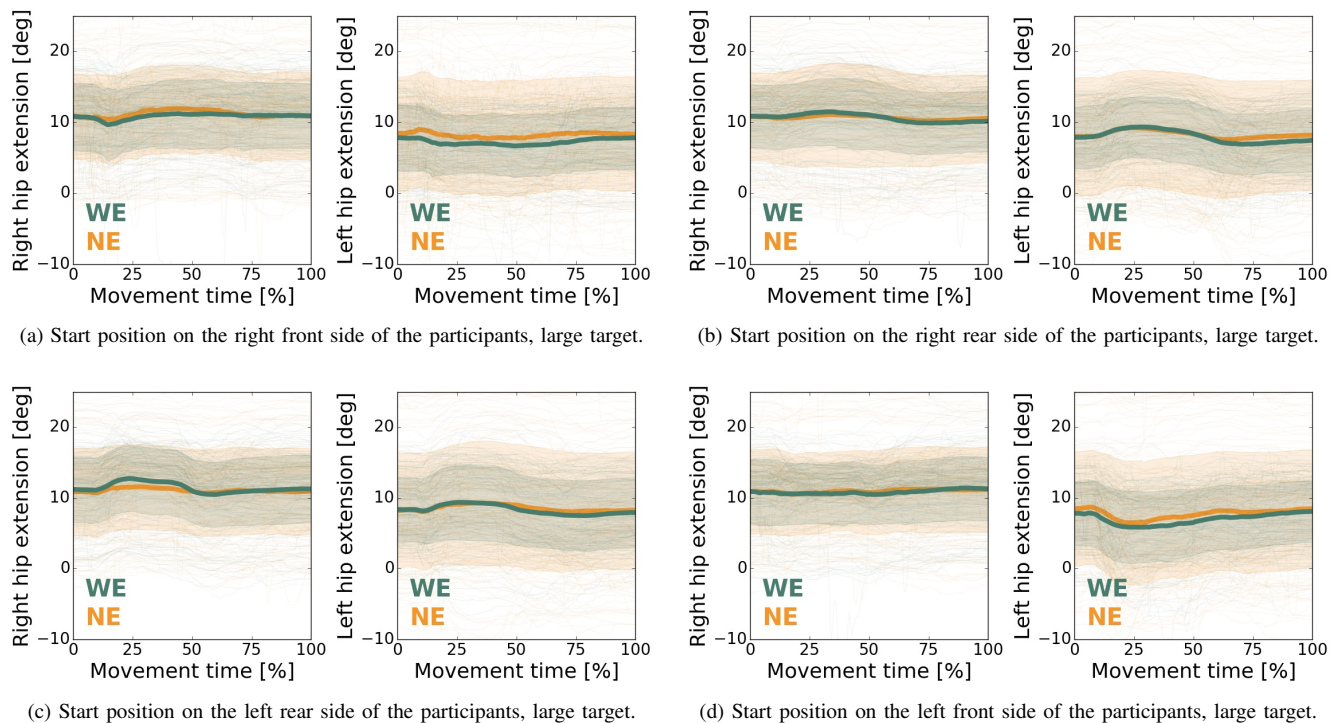 Right hip extension [deg]
20
10
0
−10
WE
NE
0 25 50 75 100
Movement time [%]
Left hip extension [deg]
20
10
0
−10
WE
NE
0 25 50 75 100
Movement time [%]
(a) Start position on the right front side of the participants, large target.
Right hip extension [deg]
20
10
0
−10
WE
NE
0 25 50 75 100
Movement time [%]
Left hip extension [deg]
20
10
0
−10
WE
NE
0 25 50 75 100
Movement time [%]
(b) Start position on the right rear side of the participants, large target.
Right hip extension [deg]
20
10
0
−10
WE
NE
0 25 50 75 100
Movement time [%]
Left hip extension [deg]
20
10
0
−10
WE
NE
0 25 50 75 100
Movement time [%]
(c) Start position on the left rear side of the participants, large target.
Right hip extension [deg]
20
10
0
−10
WE
NE
0 25 50 75 100
Movement time [%]
Left hip extension [deg]
20
10
0
−10
WE
NE
0 25 50 75 100
Movement time [%]
(d) Start position on the left front side of the participants, large target.